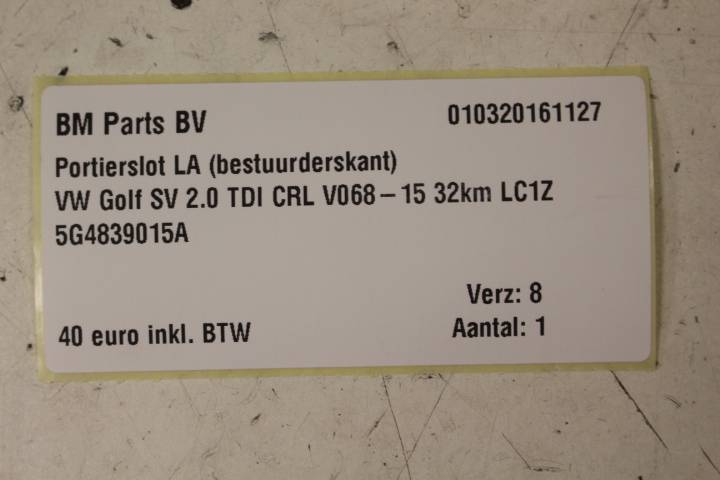 BM Parts BV 010320161127
Portierslot LA (bestuurderskant)
VW Golf SV 2.0 TDI CRL V068-15 32km LC1Z
5G4839015A
Verz: 8
40 euro inkl. BTW Aantal: 1